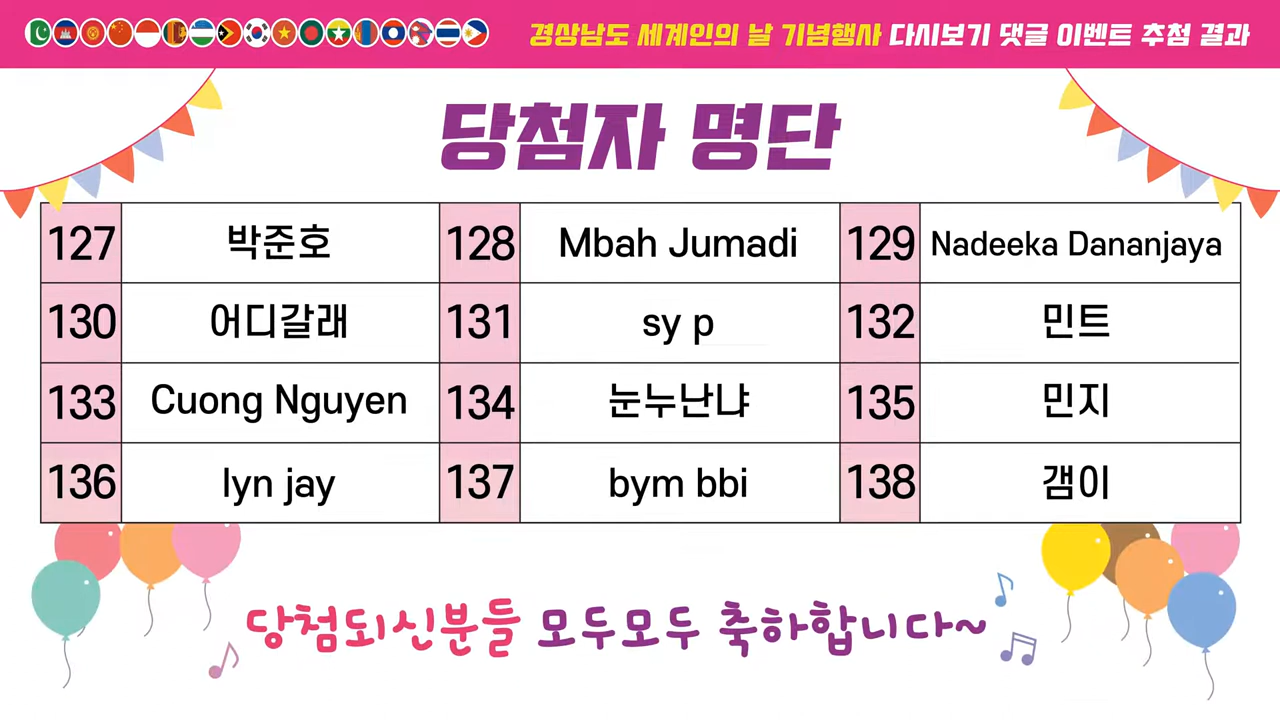 경상남도 세계인의 날 기념행사 다시보기 댓글 이벤트 추첨 결과
당첨자 명단
127 박준호 128 Mbah Jumadi 129 Nadeeka Dananjaya
130 어디갈래 131 sy p 132 민트
133 Cuong Nguyen 134 눈누난냐 135 민지
136 lyn jay 137 bym bbi 138 갬이
당첨되신분들 모두모두 축하합니다~